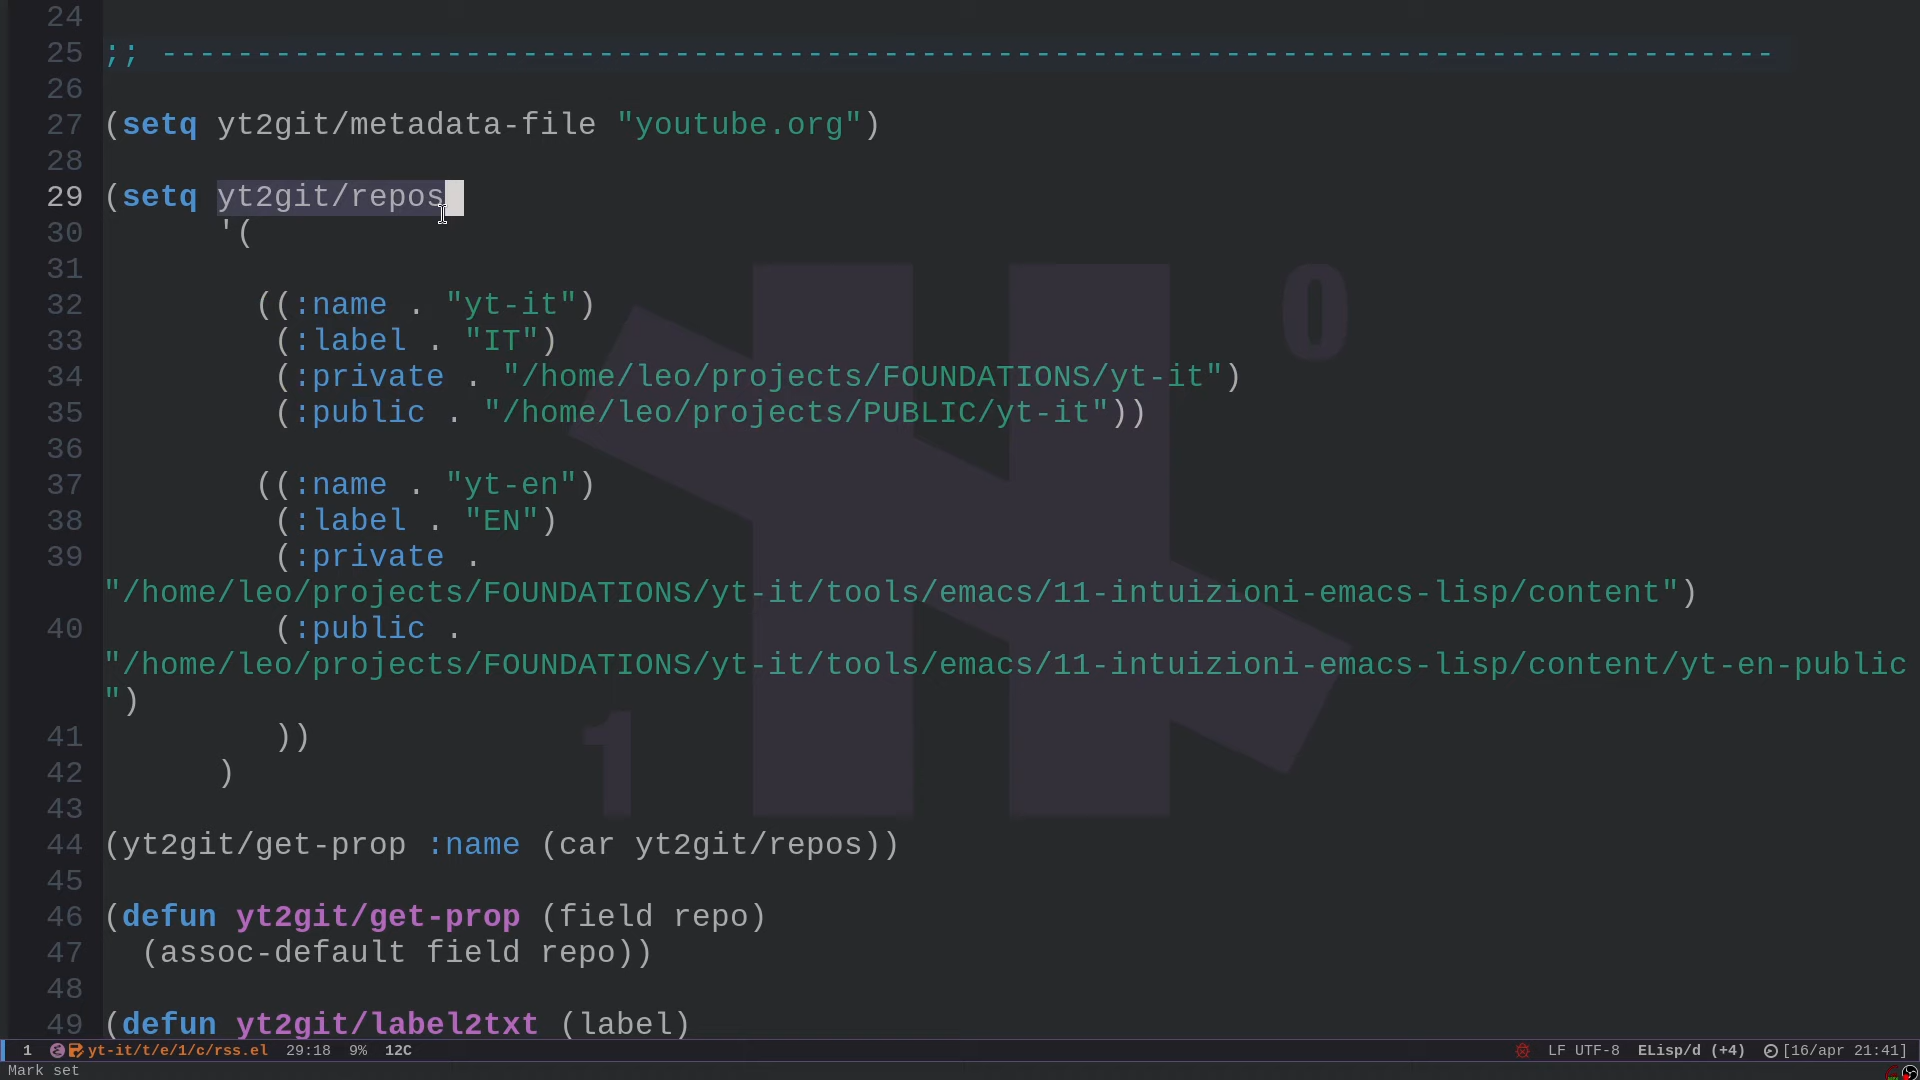 24
25 ;; --------------------------------------------------------------------------------------
26
27 (setq yt2git/metadata-file "youtube.org")
28
29 (setq yt2git/repos
30       '(
31
32         ((:name . "yt-it")
33          (:label . "IT")
34          (:private . "/home/leo/projects/FOUNDATIONS/yt-it")
35          (:public . "/home/leo/projects/PUBLIC/yt-it"))
36
37         ((:name . "yt-en")
38          (:label . "EN")
39          (:private .
"/home/leo/projects/FOUNDATIONS/yt-it/tools/emacs/11-intuizioni-emacs-lisp/content")
40          (:public .
"/home/leo/projects/FOUNDATIONS/yt-it/tools/emacs/11-intuizioni-emacs-lisp/content/yt-en-public
")
41          ))
42       )
43
44 (yt2git/get-prop :name (car yt2git/repos))
45
46 (defun yt2git/get-prop (field repo)
47   (assoc-default field repo))
48
49 (defun yt2git/label2txt (label)
0
1
1 yt-it/t/e/1/c/rss.el 29:18 9% 12C LF UTF-8 ELisp/d (+4) [16/apr 21:41]
Mark set